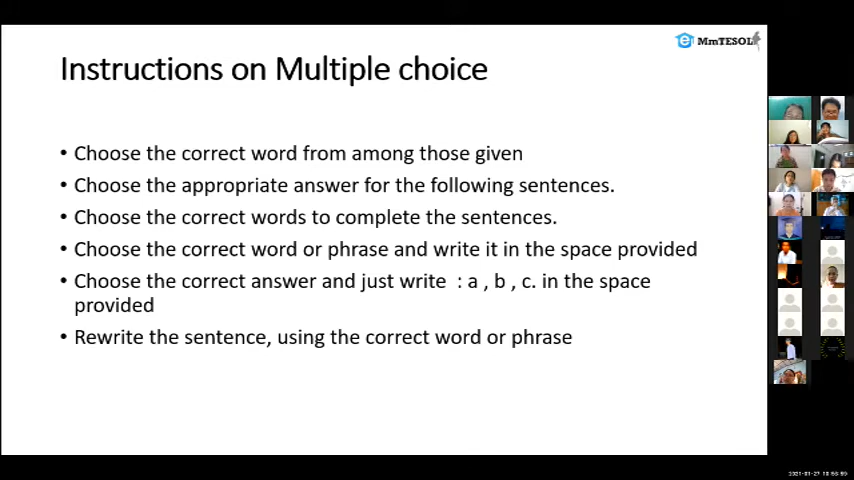 MmTESOL
Instructions on Multiple choice
• Choose the correct word from among those given
• Choose the appropriate answer for the following sentences.
• Choose the correct words to complete the sentences.
• Choose the correct word or phrase and write it in the space provided
• Choose the correct answer and just write : a , b , c. in the space
provided
• Rewrite the sentence, using the correct word or phrase